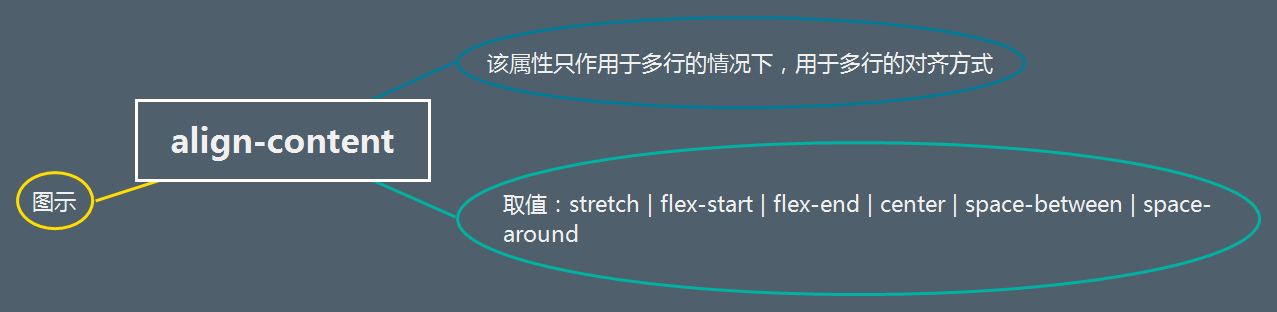 该属性只作用于多行的情况下，用于多行的对齐方式
align-content
图示
取值：stretch | flex-start | flex-end | center | space-between | space-
around